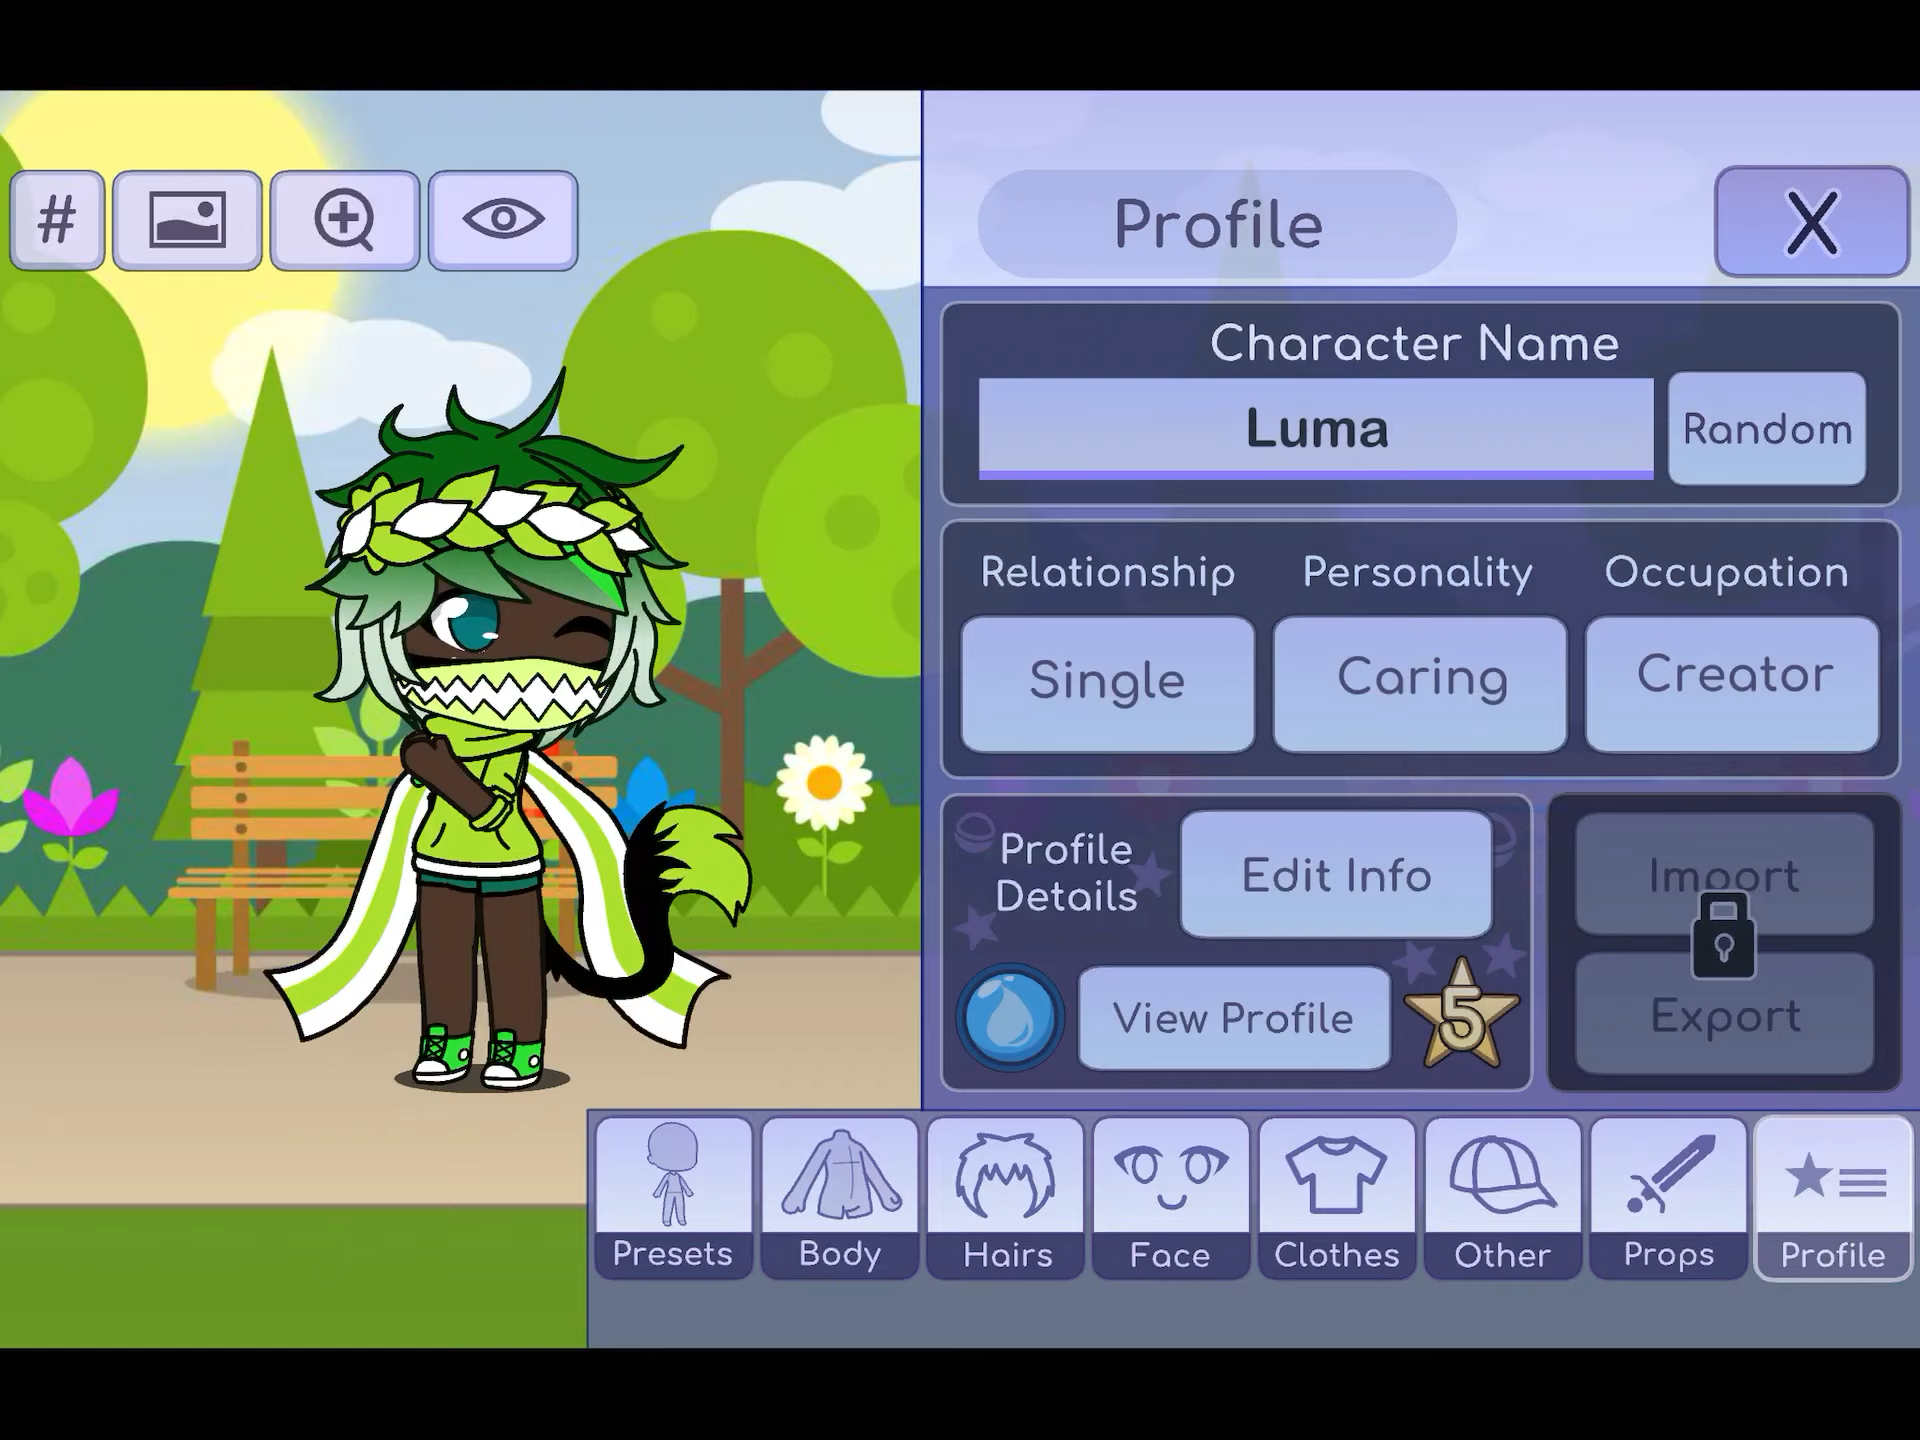 #
Profile
X
Character Name
Luma
Random
Relationship
Personality
Occupation
Single
Caring
Creator
Profile
Details
Edit Info
View Profile
5
Import
Export
Presets
Body
Hairs
Face
Clothes
Other
Props
Profile